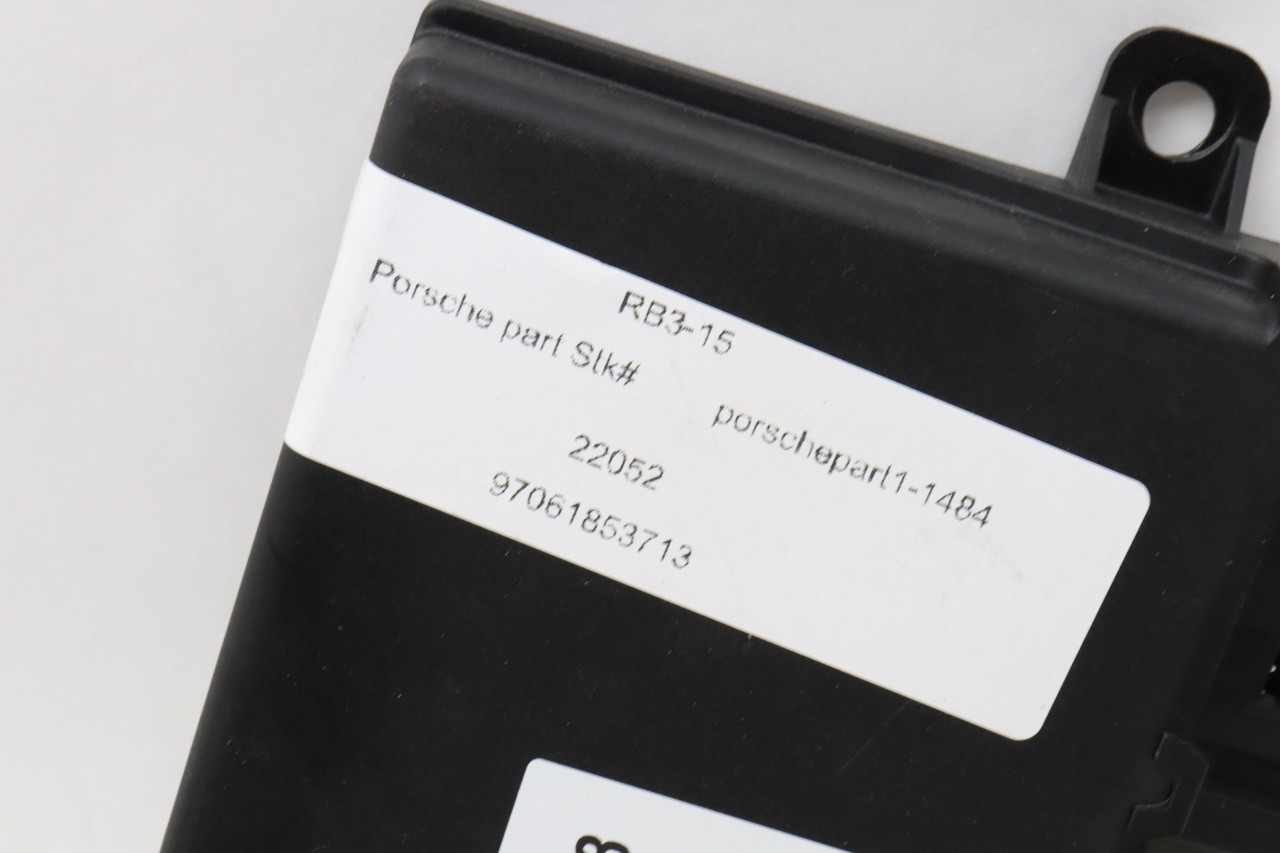 RB3-15
Porsche part Stk#
porschepart1-1484
22052
97061853713